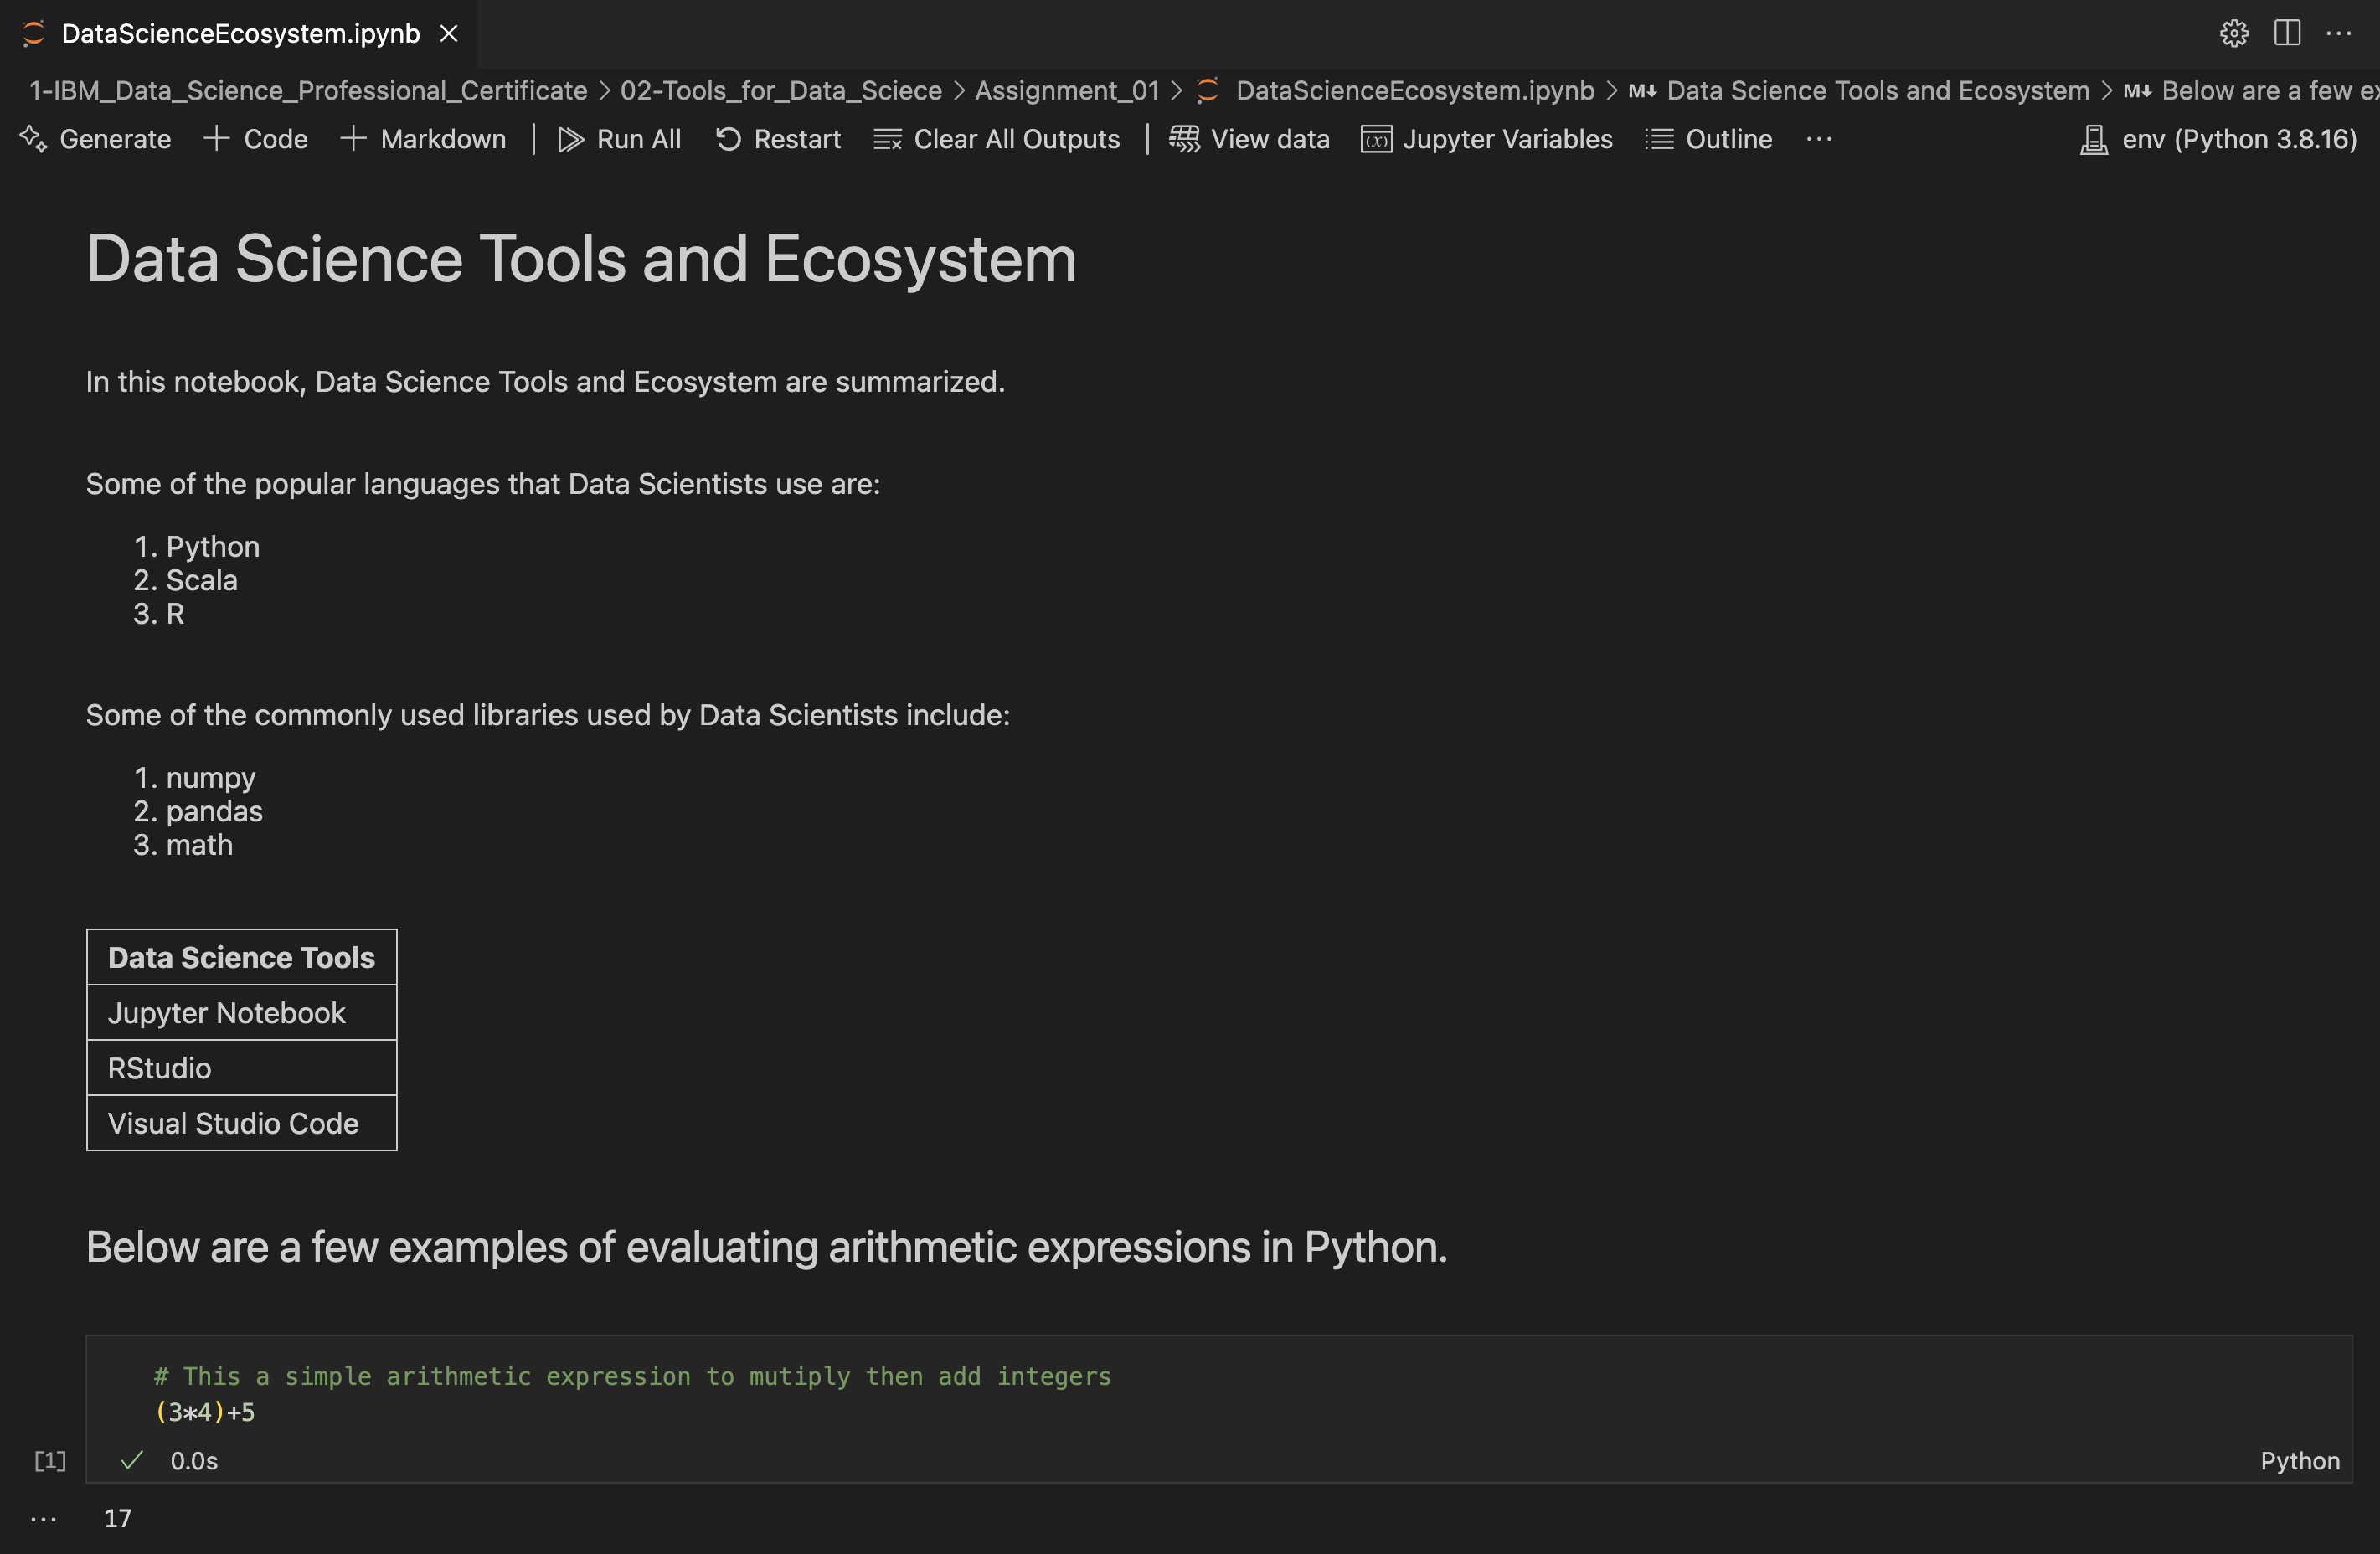 DataScienceEcosystem.ipynb
1-IBM_Data_Science_Professional_Certificate > 02-Tools_for_Data_Sciece > Assignment_01 > DataScienceEcosystem.ipynb > M↓ Data Science Tools and Ecosystem > M↓ Below are a few ex
Generate + Code + Markdown | Run All Restart Clear All Outputs | View data Jupyter Variables Outline ··· env (Python 3.8.16)
Data Science Tools and Ecosystem
In this notebook, Data Science Tools and Ecosystem are summarized.
Some of the popular languages that Data Scientists use are:
1. Python
2. Scala
3. R
Some of the commonly used libraries used by Data Scientists include:
1. numpy
2. pandas
3. math
Data Science Tools
Jupyter Notebook
RStudio
Visual Studio Code
Below are a few examples of evaluating arithmetic expressions in Python.
# This a simple arithmetic expression to mutiply then add integers
(3*4)+5
[1] ✓ 0.0s Python
··· 17